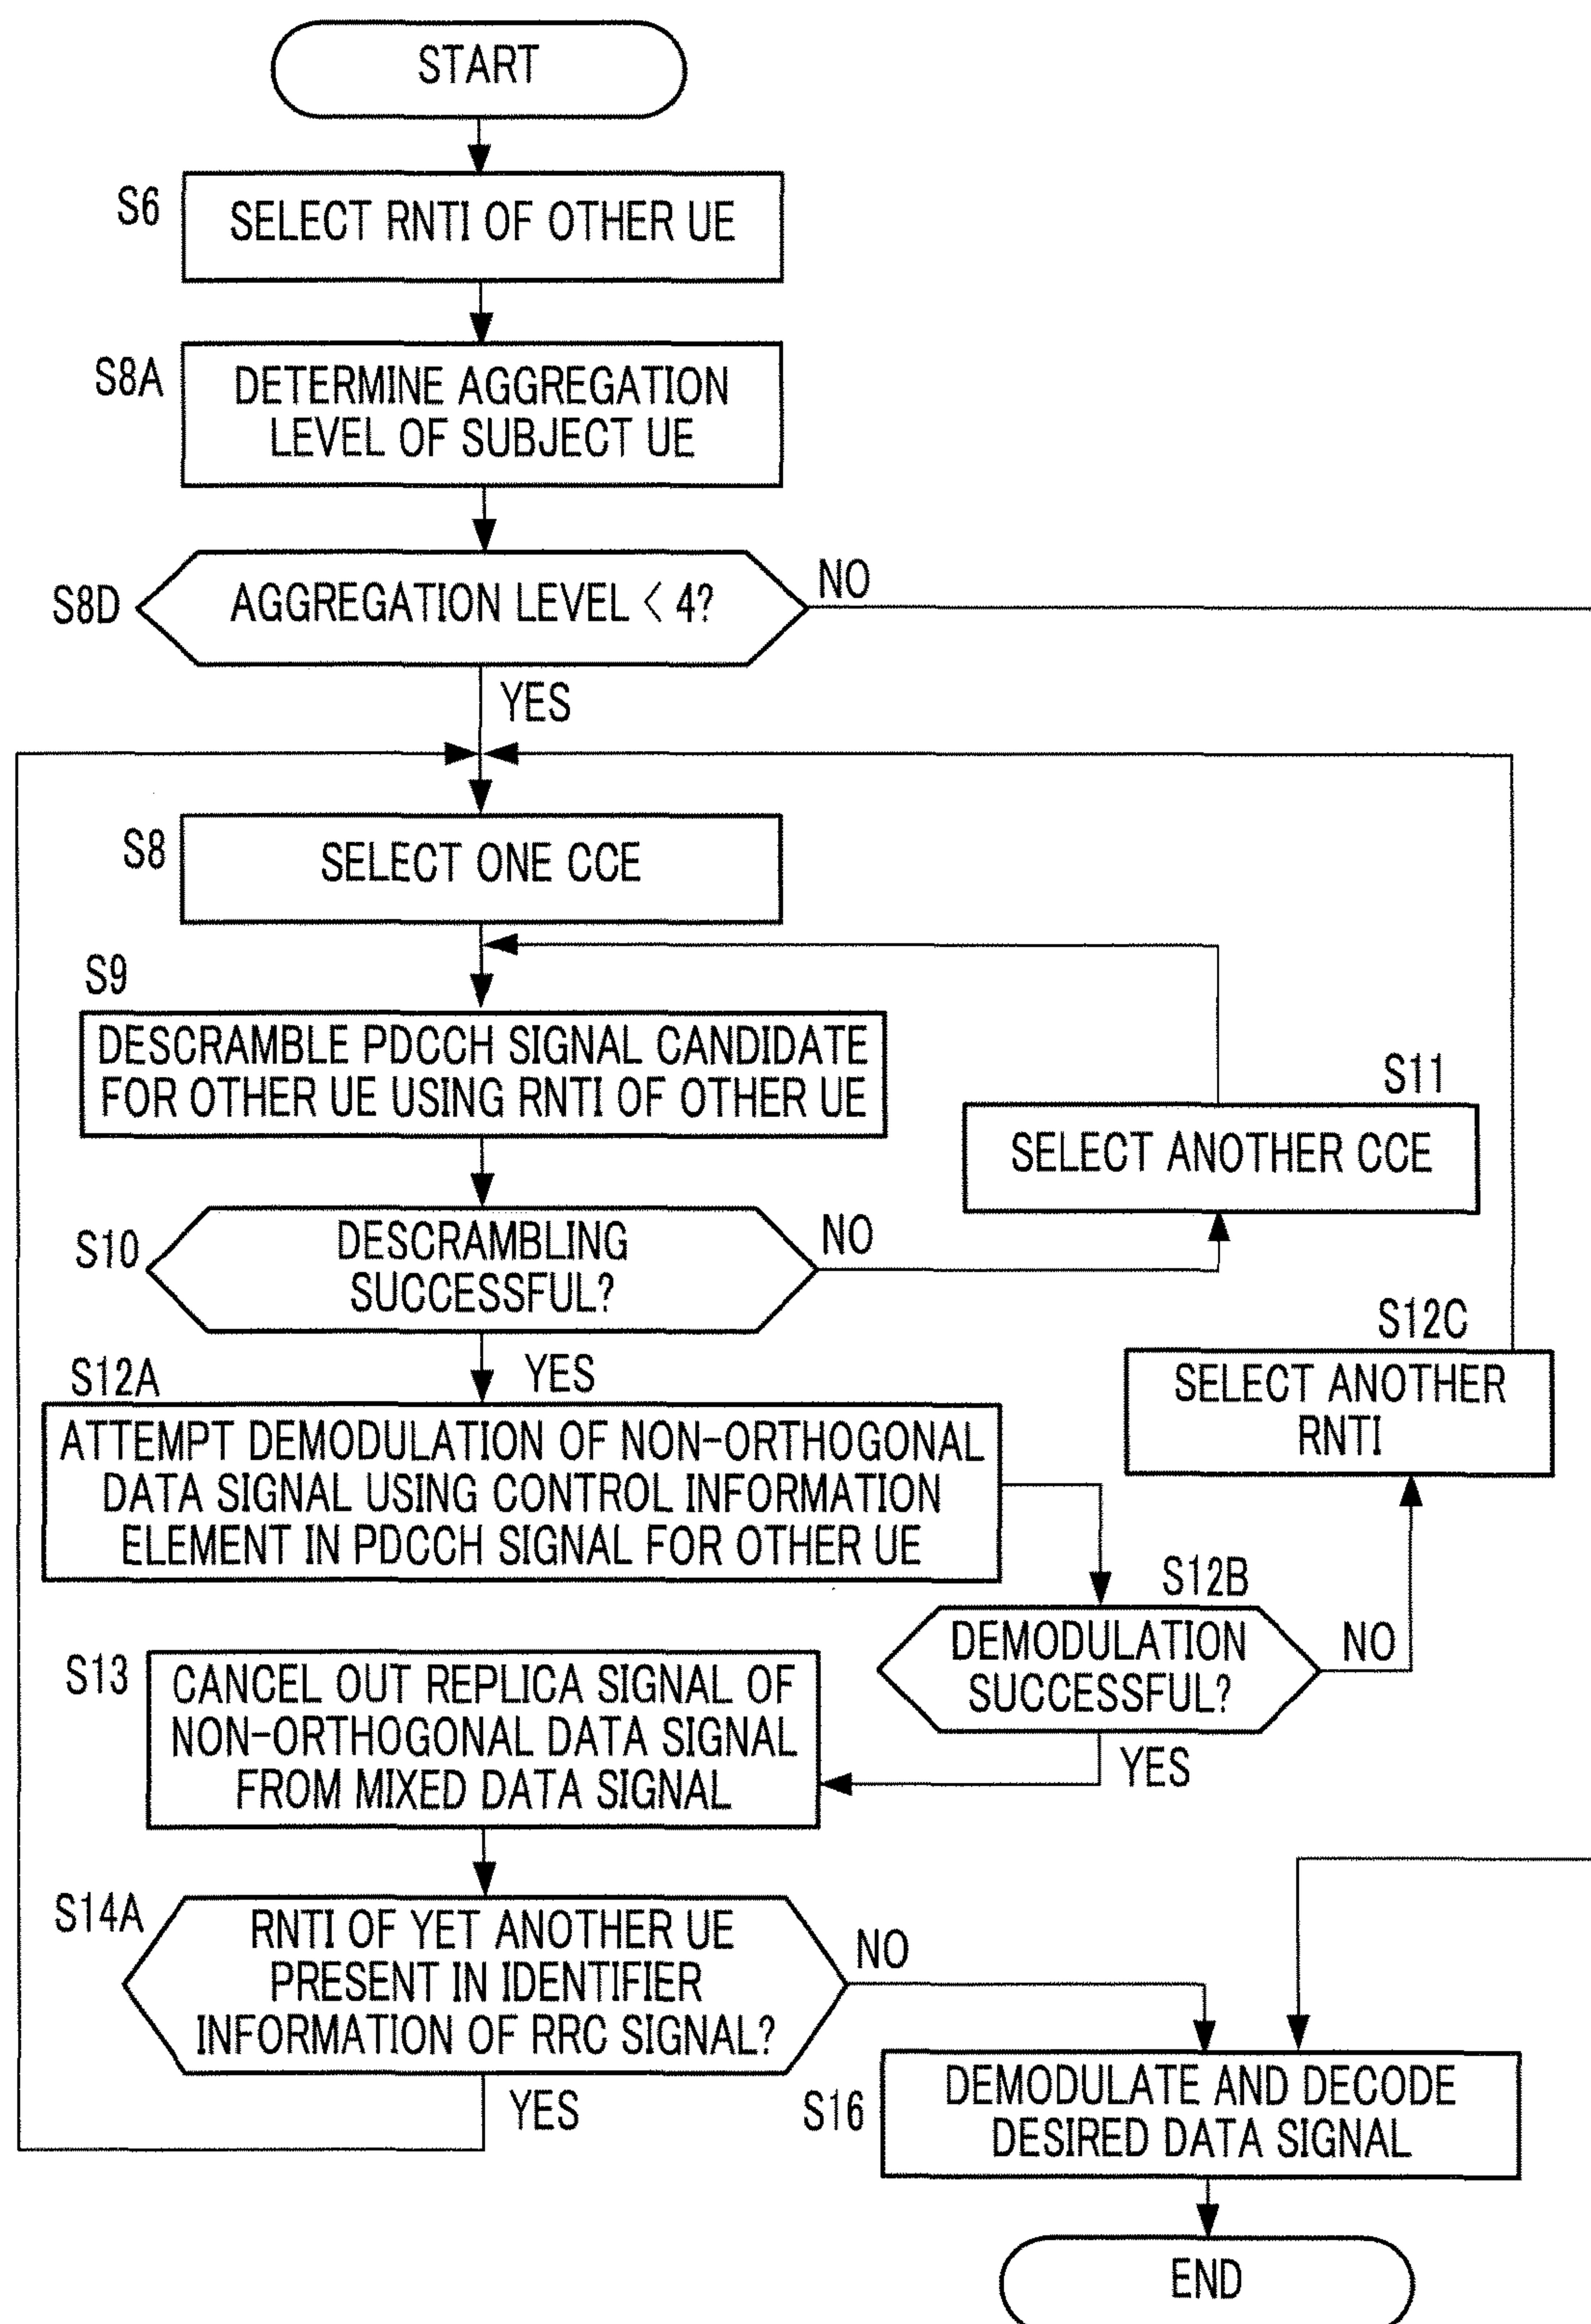 START
S6
SELECT RNTI OF OTHER UE
S8A
DETERMINE AGGREGATION
LEVEL OF SUBJECT UE
S8D
AGGREGATION LEVEL < 4?
NO
YES
S8
SELECT ONE CCE
S9
DESCRAMBLE PDCCH SIGNAL CANDIDATE
FOR OTHER UE USING RNTI OF OTHER UE
S11
SELECT ANOTHER CCE
S10
DESCRAMBLING
SUCCESSFUL?
NO
YES
S12C
SELECT ANOTHER
RNTI
S12A
ATTEMPT DEMODULATION OF NON-ORTHOGONAL
DATA SIGNAL USING CONTROL INFORMATION
ELEMENT IN PDCCH SIGNAL FOR OTHER UE
S12B
DEMODULATION
SUCCESSFUL?
NO
YES
S13
CANCEL OUT REPLICA SIGNAL OF
NON-ORTHOGONAL DATA SIGNAL
FROM MIXED DATA SIGNAL
S14A
RNTI OF YET ANOTHER UE
PRESENT IN IDENTIFIER
INFORMATION OF RRC SIGNAL?
NO
YES
S16
DEMODULATE AND DECODE
DESIRED DATA SIGNAL
END